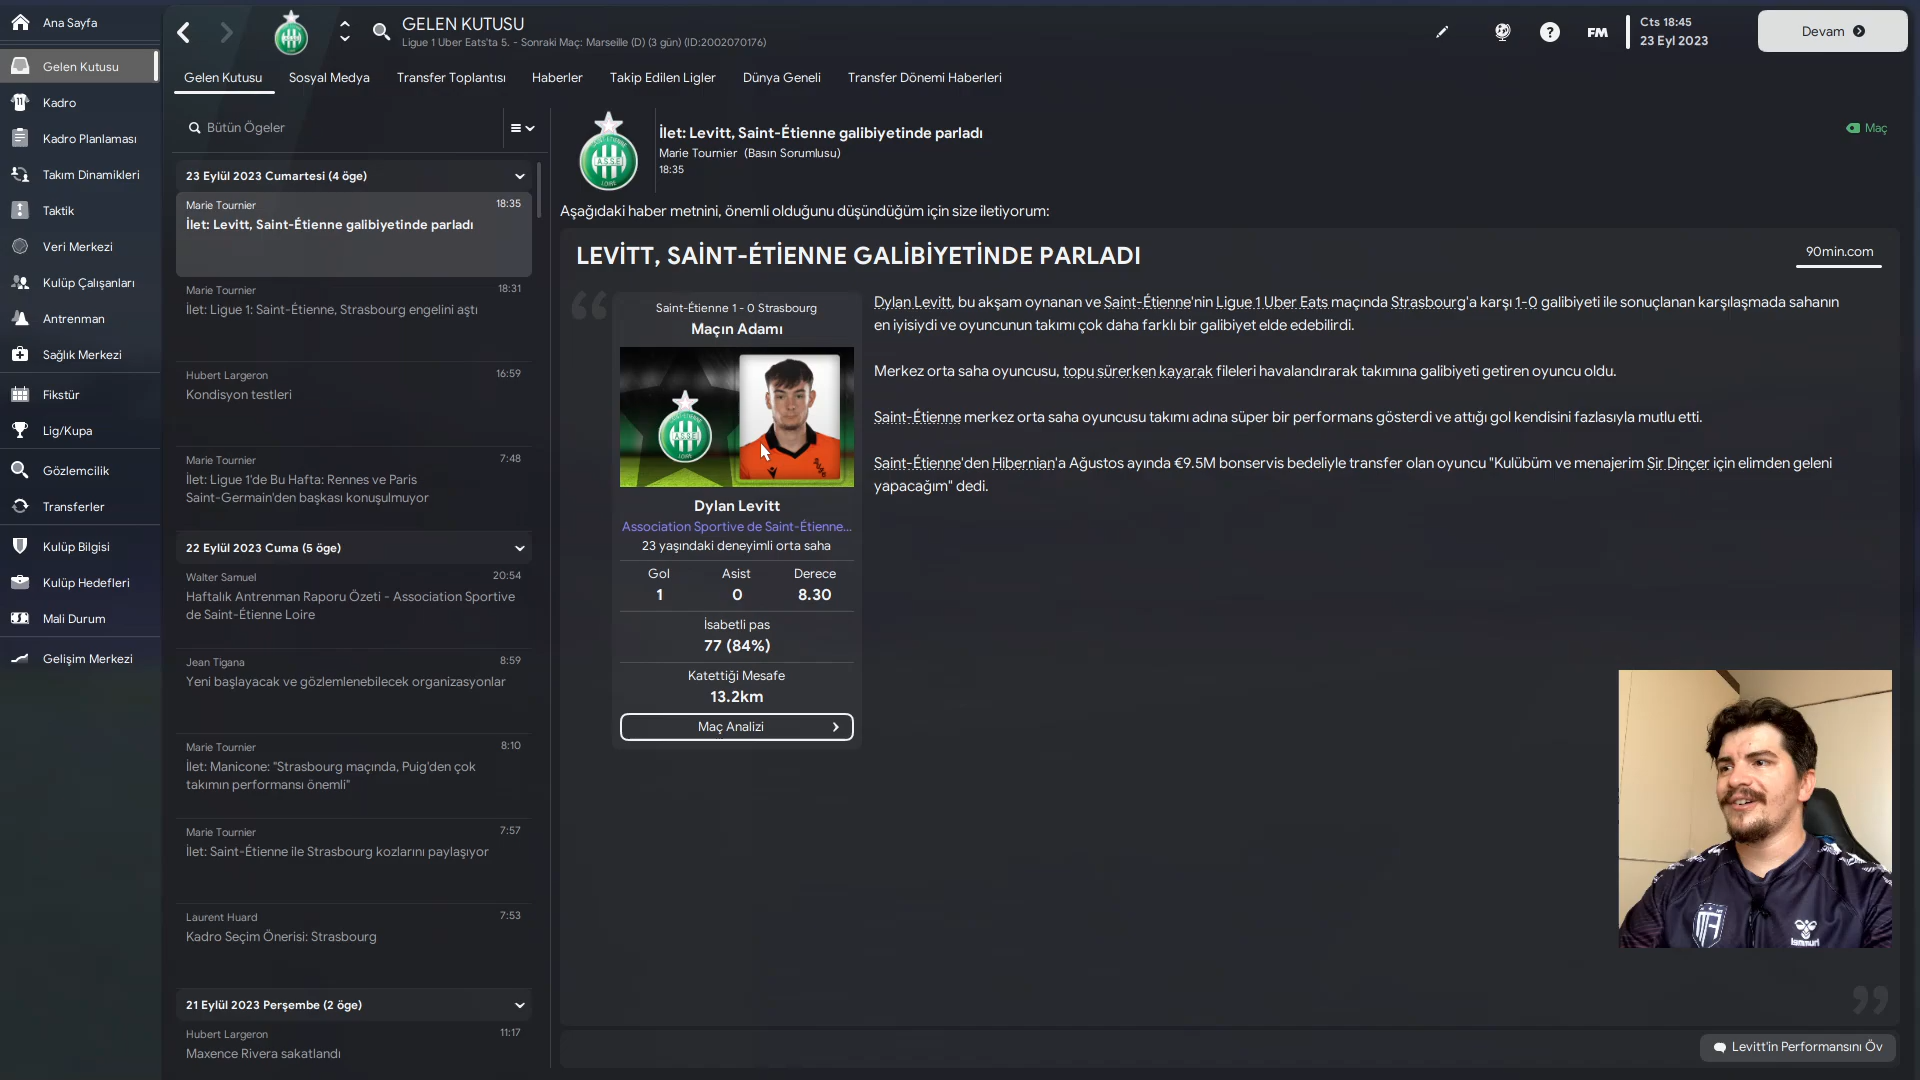 Ana Sayfa
Gelen Kutusu
Kadro
Kadro Planlaması
Takım Dinamikleri
Taktik
Veri Merkezi
Kulüp Çalışanları
Antrenman
Sağlık Merkezi
Fikstür
Lig/Kupa
Gözlemcilik
Transferler
Kulüp Bilgisi
Kulüp Hedefleri
Mali Durum
Gelişim Merkezi
GELEN KUTUSU
Ligue 1 Uber Eats'ta 5. - Sonraki Maç: Marseille (D) (3 gün) (ID:2002070176)
FM
Cts 18:45
23 Eyl 2023
Devam
Gelen Kutusu
Sosyal Medya
Transfer Toplantısı
Haberler
Takip Edilen Ligler
Dünya Geneli
Transfer Dönemi Haberleri
Bütün Ögeler
23 Eylül 2023 Cumartesi (4 öge)
Marie Tournier 18:35
İlet: Levitt, Saint-Étienne galibiyetinde parladı
Marie Tournier 18:31
İlet: Ligue 1: Saint-Étienne, Strasbourg engelini aştı
Hubert Largeron 16:59
Kondisyon testleri
Marie Tournier 7:48
İlet: Ligue 1'de Bu Hafta: Rennes ve Paris
Saint-Germain'den başkası konuşulmuyor
22 Eylül 2023 Cuma (5 öge)
Walter Samuel 20:54
Haftalık Antrenman Raporu Özeti - Association Sportive
de Saint-Étienne Loire
Jean Tigana 8:59
Yeni başlayacak ve gözlemlenebilecek organizasyonlar
Marie Tournier 8:10
İlet: Manicone: "Strasbourg maçında, Puig'den çok
takımın performansı önemli"
Marie Tournier 7:57
İlet: Saint-Étienne ile Strasbourg kozlarını paylaşıyor
Laurent Huard 7:53
Kadro Seçim Önerisi: Strasbourg
21 Eylül 2023 Perşembe (2 öge)
Hubert Largeron 11:17
Maxence Rivera sakatlandı
İlet: Levitt, Saint-Étienne galibiyetinde parladı
Marie Tournier (Basın Sorumlusu)
18:35
Maç
Aşağıdaki haber metnini, önemli olduğunu düşündüğüm için size iletiyorum:
LEVİTT, SAİNT-ÉTİENNE GALİBİYETİNDE PARLADI
90min.com
Saint-Étienne 1 - 0 Strasbourg
Maçın Adamı
Dylan Levitt
Association Sportive de Saint-Étienne...
23 yaşındaki deneyimli orta saha
Gol Asist Derece
1 0 8.30
İsabetli pas
77 (84%)
Katettiği Mesafe
13.2km
Maç Analizi
Dylan Levitt, bu akşam oynanan ve Saint-Étienne'nin Ligue 1 Uber Eats maçında Strasbourg'a karşı 1-0 galibiyeti ile sonuçlanan karşılaşmada sahanın
en iyisiydi ve oyuncunun takımı çok daha farklı bir galibiyet elde edebilirdi.
Merkez orta saha oyuncusu, topu sürerken kayarak fileleri havalandırarak takımına galibiyeti getiren oyuncu oldu.
Saint-Étienne merkez orta saha oyuncusu takımı adına süper bir performans gösterdi ve attığı gol kendisini fazlasıyla mutlu etti.
Saint-Étienne'den Hibernian'a Ağustos ayında €9.5M bonservis bedeliyle transfer olan oyuncu "Kulübüm ve menajerim Sir Dinçer için elimden geleni
yapacağım" dedi.
Levitt'in Performansını Öv